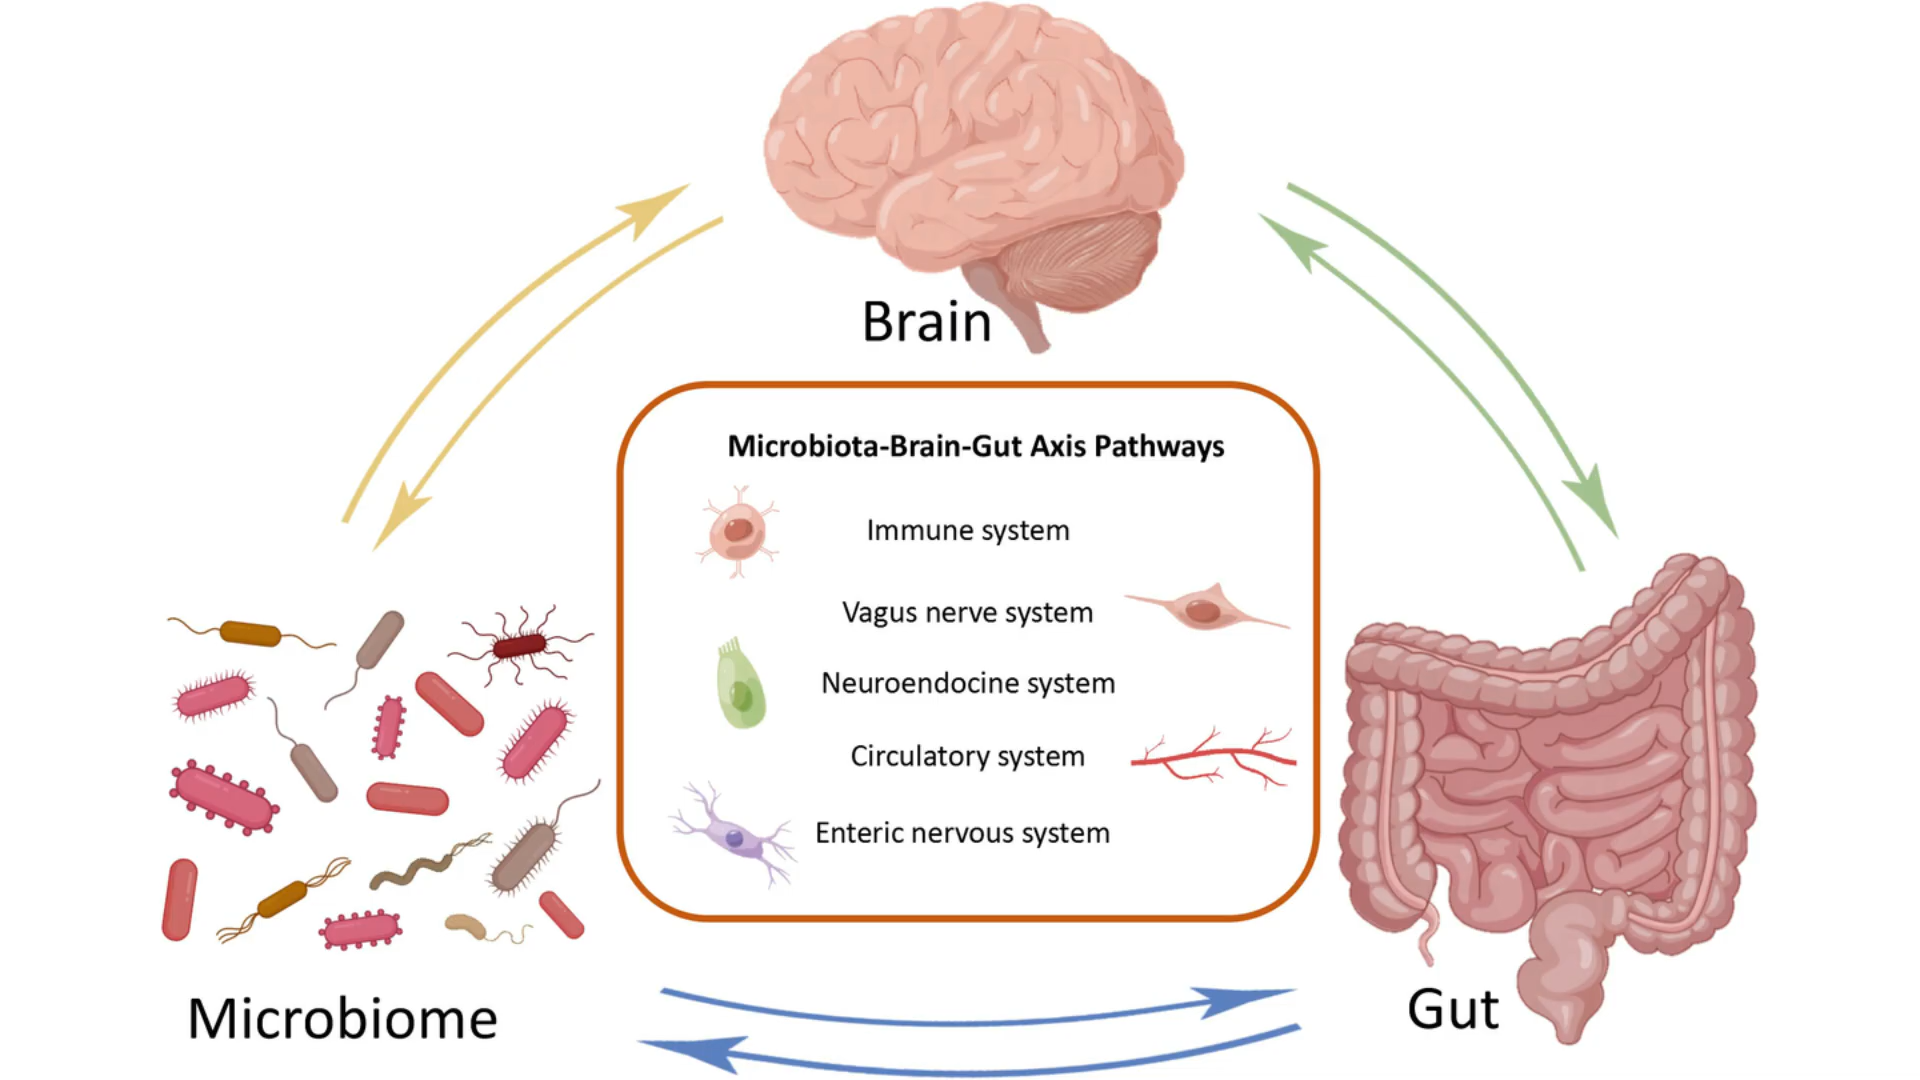 Brain
Microbiota-Brain-Gut Axis Pathways
Immune system
Vagus nerve system
Neuroendocine system
Circulatory system
Enteric nervous system
Microbiome
Gut